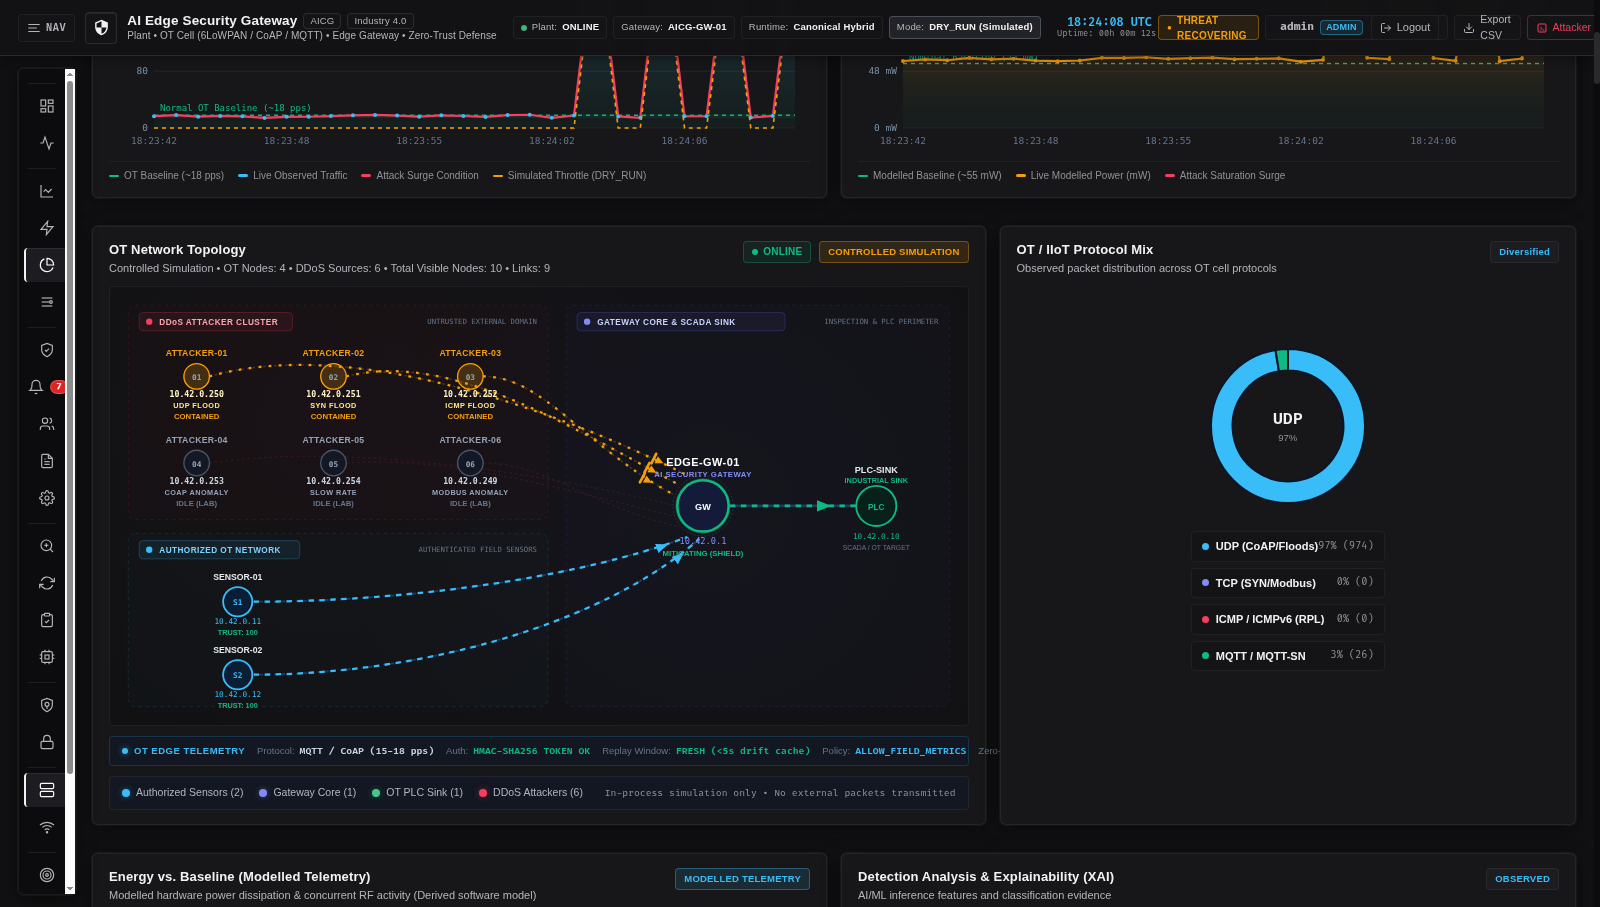 NAV
AI Edge Security Gateway AICG Industry 4.0
Plant • OT Cell (6LoWPAN / CoAP / MQTT) • Edge Gateway • Zero-Trust Defense
Plant: ONLINE
Gateway: AICG-GW-01
Runtime: Canonical Hybrid
Mode: DRY_RUN (Simulated)
18:24:08 UTC
Uptime: 00h 00m 12s
THREAT
RECOVERING
admin ADMIN
Logout
Export
CSV
Attacker
7
80
0
Normal OT Baseline (~18 pps)
18:23:42 18:23:48 18:23:55 18:24:02 18:24:06
OT Baseline (~18 pps) Live Observed Traffic Attack Surge Condition Simulated Throttle (DRY_RUN)
48 mW
0 mW
18:23:42 18:23:48 18:23:55 18:24:02 18:24:06
Modelled Baseline (~55 mW) Live Modelled Power (mW) Attack Saturation Surge
OT Network Topology
Controlled Simulation • OT Nodes: 4 • DDoS Sources: 6 • Total Visible Nodes: 10 • Links: 9
ONLINE
CONTROLLED SIMULATION
DDoS ATTACKER CLUSTER
UNTRUSTED EXTERNAL DOMAIN
ATTACKER-01 ATTACKER-02 ATTACKER-03
01 02 03
10.42.0.250 10.42.0.251 10.42.0.252
UDP FLOOD SYN FLOOD ICMP FLOOD
CONTAINED CONTAINED CONTAINED
ATTACKER-04 ATTACKER-05 ATTACKER-06
04 05 06
10.42.0.253 10.42.0.254 10.42.0.249
COAP ANOMALY SLOW RATE MODBUS ANOMALY
IDLE (LAB) IDLE (LAB) IDLE (LAB)
GATEWAY CORE & SCADA SINK
INSPECTION & PLC PERIMETER
EDGE-GW-01
AI SECURITY GATEWAY
GW
10.42.0.1
MITIGATING (SHIELD)
PLC-SINK
INDUSTRIAL SINK
PLC
10.42.0.10
SCADA / OT TARGET
AUTHORIZED OT NETWORK
AUTHENTICATED FIELD SENSORS
SENSOR-01
S1
10.42.0.11
TRUST: 100
SENSOR-02
S2
10.42.0.12
TRUST: 100
OT EDGE TELEMETRY Protocol: MQTT / CoAP (15-18 pps) Auth: HMAC-SHA256 TOKEN OK Replay Window: FRESH (<5s drift cache) Policy: ALLOW_FIELD_METRICS Zero-
Authorized Sensors (2) Gateway Core (1) OT PLC Sink (1) DDoS Attackers (6) In-process simulation only • No external packets transmitted
OT / IIoT Protocol Mix
Observed packet distribution across OT cell protocols
Diversified
UDP
97%
UDP (CoAP/Floods) 97% (974)
TCP (SYN/Modbus) 0% (0)
ICMP / ICMPv6 (RPL) 0% (0)
MQTT / MQTT-SN 3% (26)
Energy vs. Baseline (Modelled Telemetry)
Modelled hardware power dissipation & concurrent RF activity (Derived software model)
MODELLED TELEMETRY
Detection Analysis & Explainability (XAI)
AI/ML inference features and classification evidence
OBSERVED